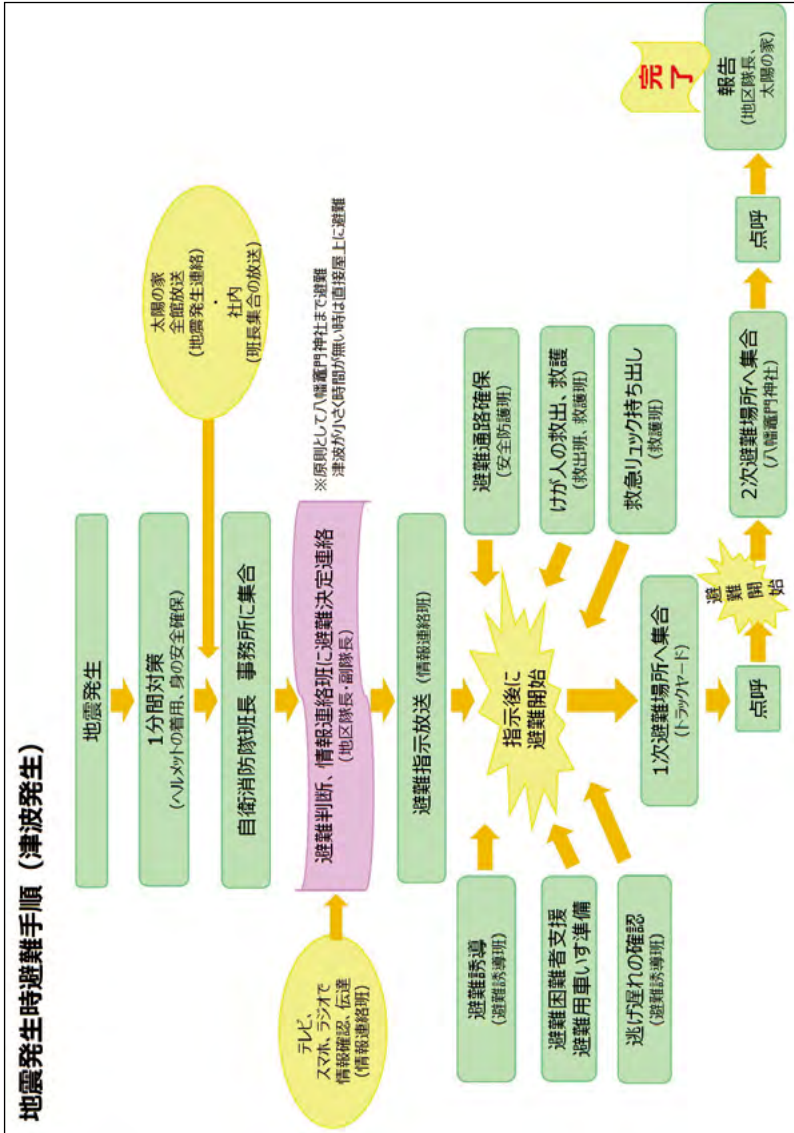 地震発生時避難手順（津波発生）
地震発生
1分間対策
(ヘルメットの着用、身の安全確保)
太陽の家
全館放送
(地震発生連絡)
・
社内
(班長集合の放送)
自衛消防隊班長 事務所に集合
テレビ、
スマホ、ラジオで
情報確認、伝達
(情報連絡班)
避難判断、情報連絡班に避難決定連絡
(地区隊長・副隊長)
※原則として八幡竈門神社まで避難
津波が小さく時間が無い時は直接屋上に避難
避難指示放送 (情報連絡班)
避難誘導
(避難誘導班)
避難困難者支援
避難用車いす準備
逃げ遅れの確認
(避難誘導班)
指示後に
避難開始
避難通路確保
(安全防護班)
けが人の救出、救護
(救出班、救護班)
救急リュック持ち出し
(救護班)
1次避難場所へ集合
(トラックヤード)
点呼
避難開始
2次避難場所へ集合
(八幡竈門神社)
点呼
報告
(地区隊長、
太陽の家)
完了